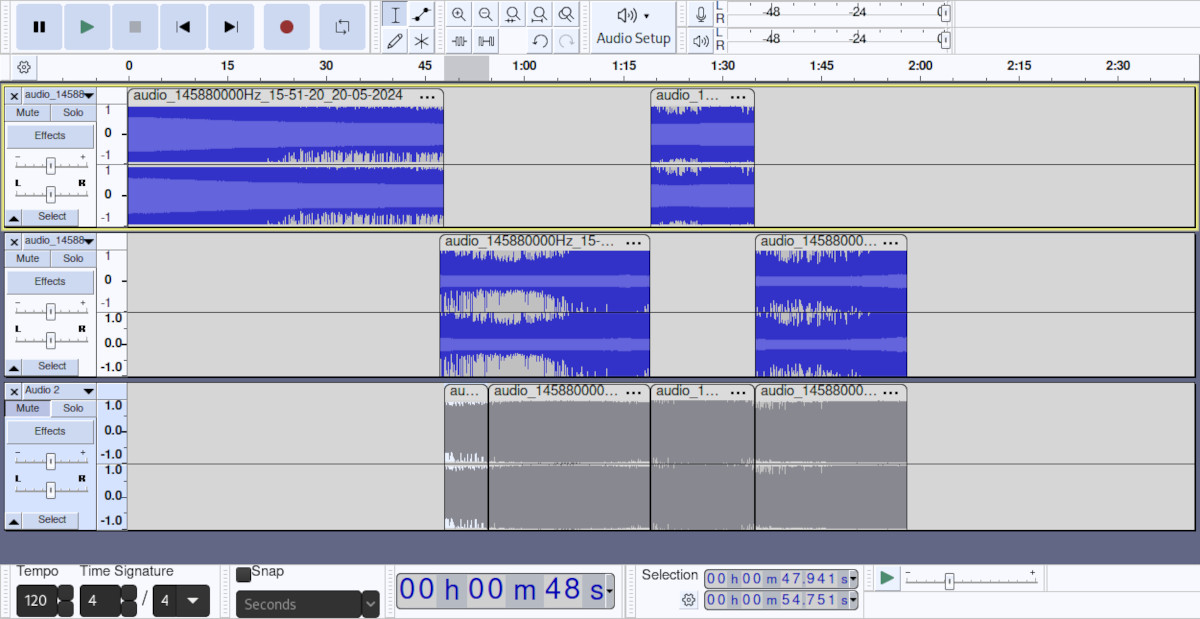 -48 -24 0
L
R
Audio Setup
-48 -24 0
L
R
0 15 30 45 1:00 1:15 1:30 1:45 2:00 2:15 2:30
audio_14588 audio_145880000Hz_15-51-20_20-05-2024 ... audio_1... ...
Mute Solo
Effects
- +
L R
Select
1
0
-1
1
0
-1
audio_14588 audio_145880000Hz_15-... ... audio_14588000... ...
Mute Solo
Effects
- +
L R
Select
1
0
-1
1.0
0.0
-1.0
Audio 2 au... audio_145880000... ... audio_1... ... audio_14588000... ...
Mute Solo
Effects
- +
L R
Select
1.0
0.0
-1.0
1.0
0.0
-1.0
Tempo Time Signature
120 4 / 4
Snap
Seconds
00 h 00 m 48 s
Selection
00 h 00 m 47.941 s
00 h 00 m 54.751 s
- +